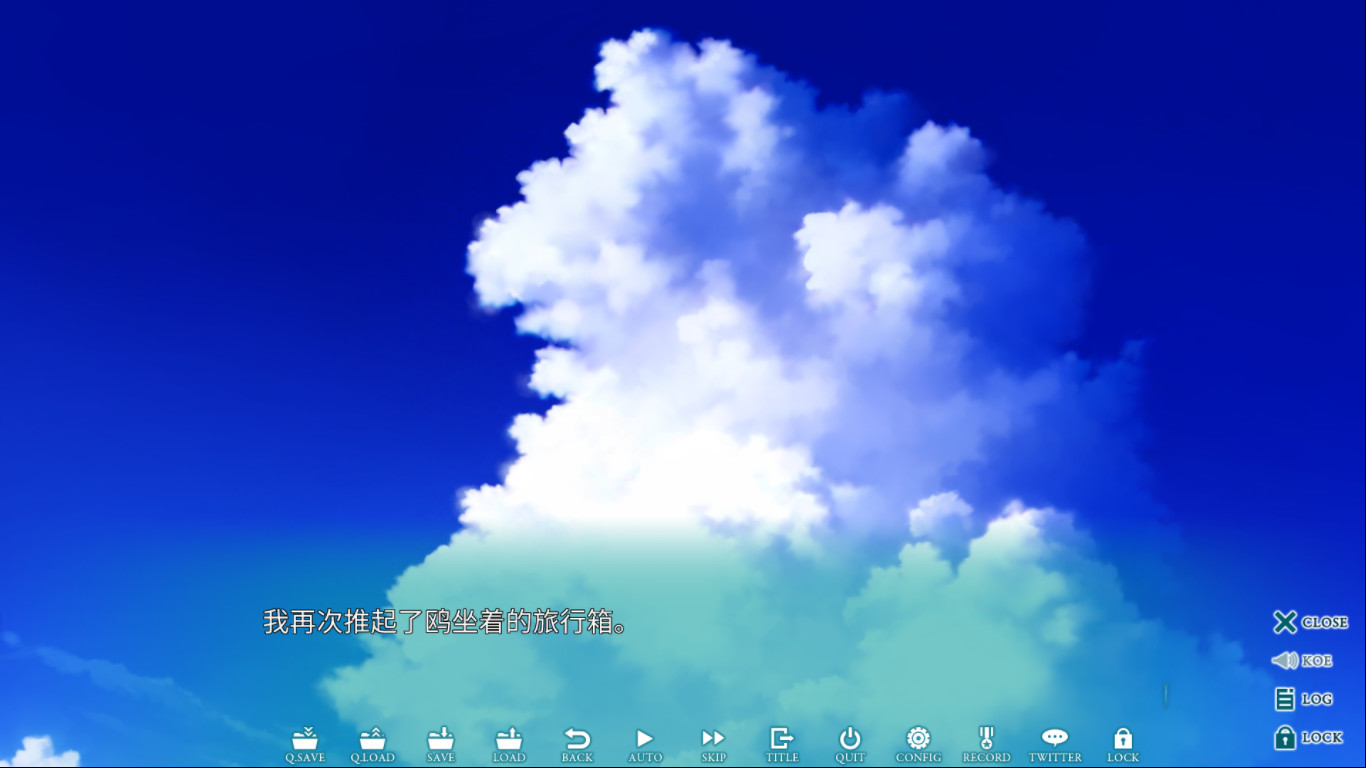 我再次推起了鸥坐着的旅行箱。
CLOSE
KOE
LOG
LOCK
Q.SAVE Q.LOAD SAVE LOAD BACK AUTO SKIP TITLE QUIT CONFIG RECORD TWITTER LOCK